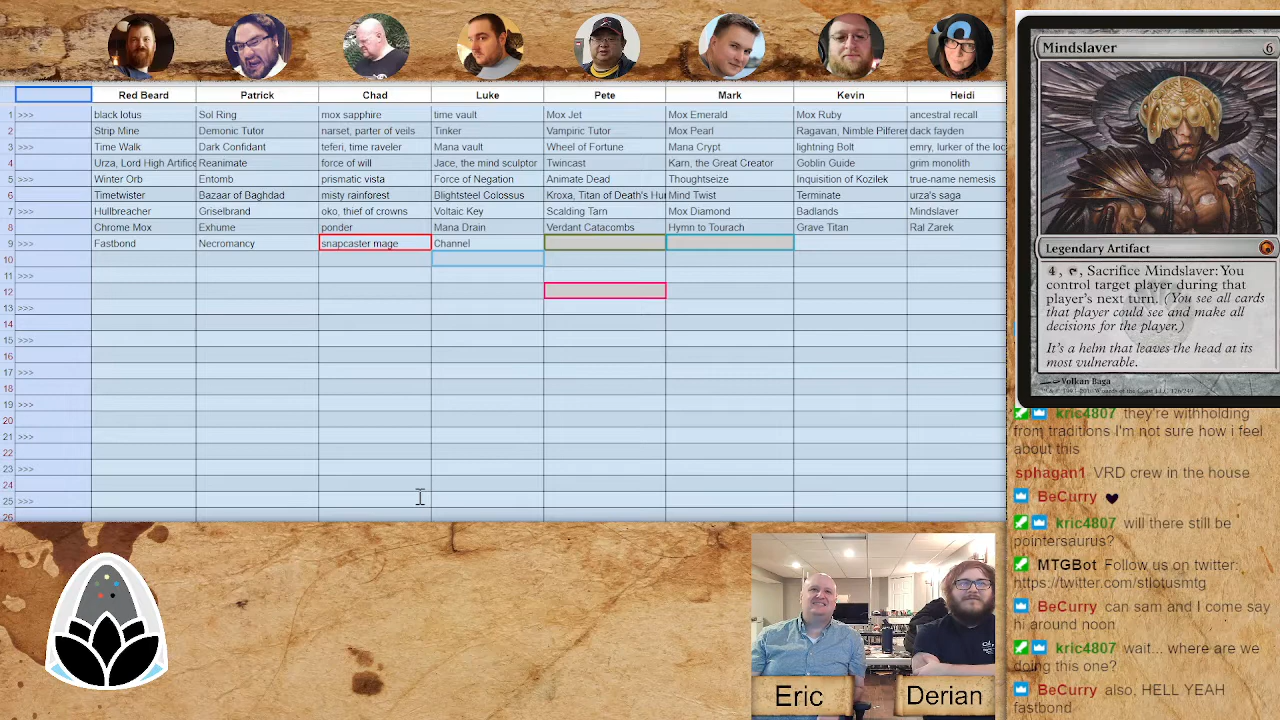 Red Beard Patrick Chad Luke Pete Mark Kevin Heidi
1 >>> black lotus Sol Ring mox sapphire time vault Mox Jet Mox Emerald Mox Ruby ancestral recall
2 Strip Mine Demonic Tutor narset, parter of veils Tinker Vampiric Tutor Mox Pearl Ragavan, Nimble Pilferer dack fayden
3 >>> Time Walk Dark Confidant teferi, time raveler Mana vault Wheel of Fortune Mana Crypt lightning Bolt emry, lurker of the loc
4 Urza, Lord High Artifice Reanimate force of will Jace, the mind sculptor Twincast Karn, the Great Creator Goblin Guide grim monolith
5 >>> Winter Orb Entomb prismatic vista Force of Negation Animate Dead Thoughtseize Inquisition of Kozilek true-name nemesis
6 Timetwister Bazaar of Baghdad misty rainforest Blightsteel Colossus Kroxa, Titan of Death's Hu Mind Twist Terminate urza's saga
7 >>> Hullbreacher Griselbrand oko, thief of crowns Voltaic Key Scalding Tarn Mox Diamond Badlands Mindslaver
8 Chrome Mox Exhume ponder Mana Drain Verdant Catacombs Hymn to Tourach Grave Titan Ral Zarek
9 >>> Fastbond Necromancy snapcaster mage Channel
10
11 >>>
12
13 >>>
14
15 >>>
16
17 >>>
18
19 >>>
20
21 >>>
22
23 >>>
24
25 >>>
26
Mindslaver 6
Legendary Artifact
4, , Sacrifice Mindslaver: You
control target player during that
player's next turn. (You see all cards
that player could see and make all
decisions for the player.)
It's a helm that leaves the head at its
most vulnerable.
Volkan Baga
kric4807 they're withholding
from traditions I'm not sure how i feel
about this
sphagan1 VRD crew in the house
BeCurry
kric4807 will there still be
pointersaurus?
MTGBot Follow us on twitter:
https://twitter.com/stlotusmtg
BeCurry can sam and I come say
hi around noon
kric4807 wait... where are we
doing this one?
BeCurry also, HELL YEAH
fastbond
Eric Derian